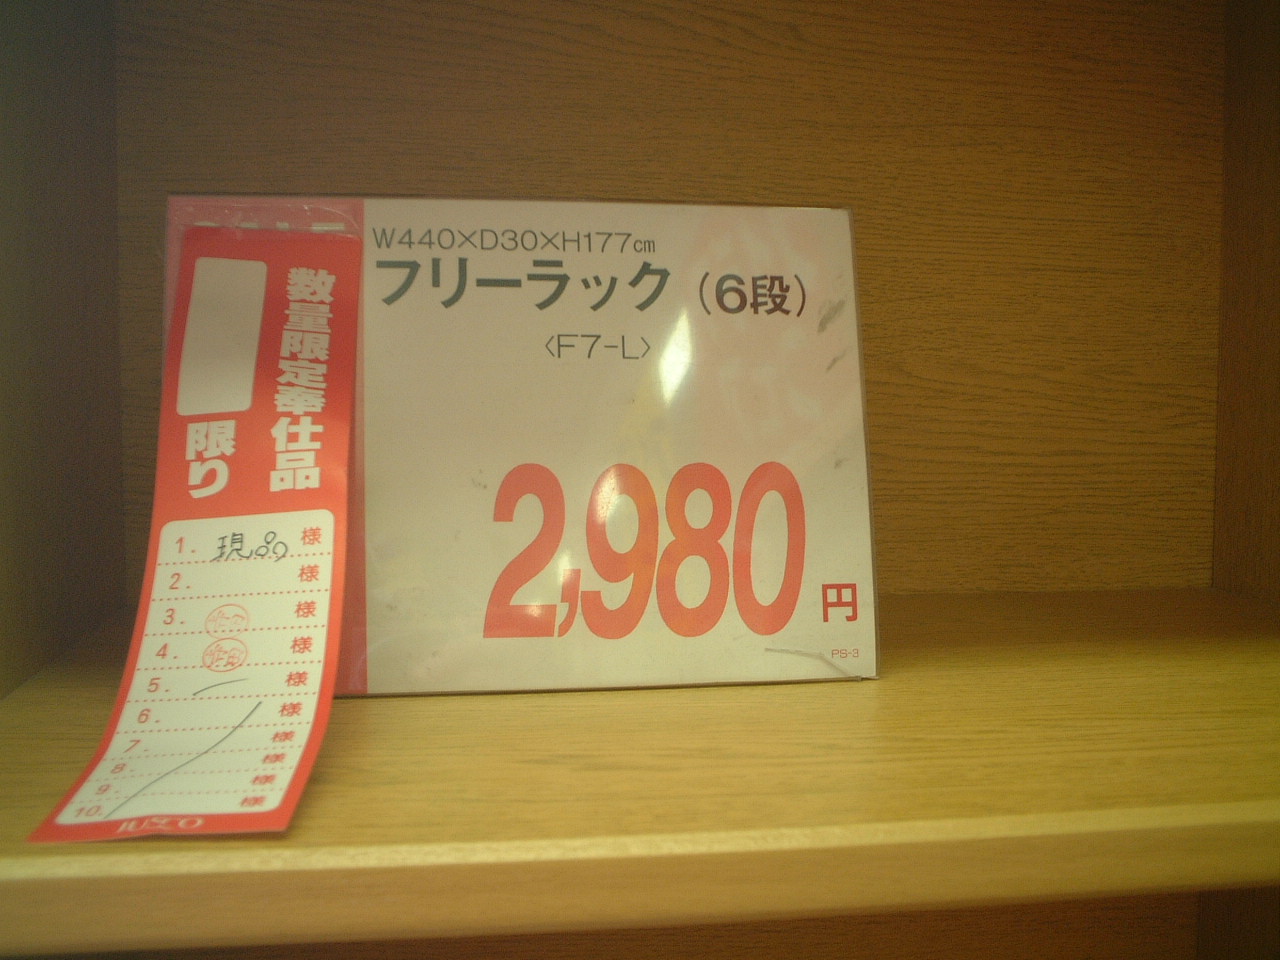 W440×D30×H177cm
フリーラック (6段)
〈F7-L〉
2,980円
PS-3
数量限定奉仕品
限り
1. 現品 様
2. 様
3. 様
4. 様
5. 様
6. 様
7. 様
8. 様
9. 様
10. 様
JUSCO